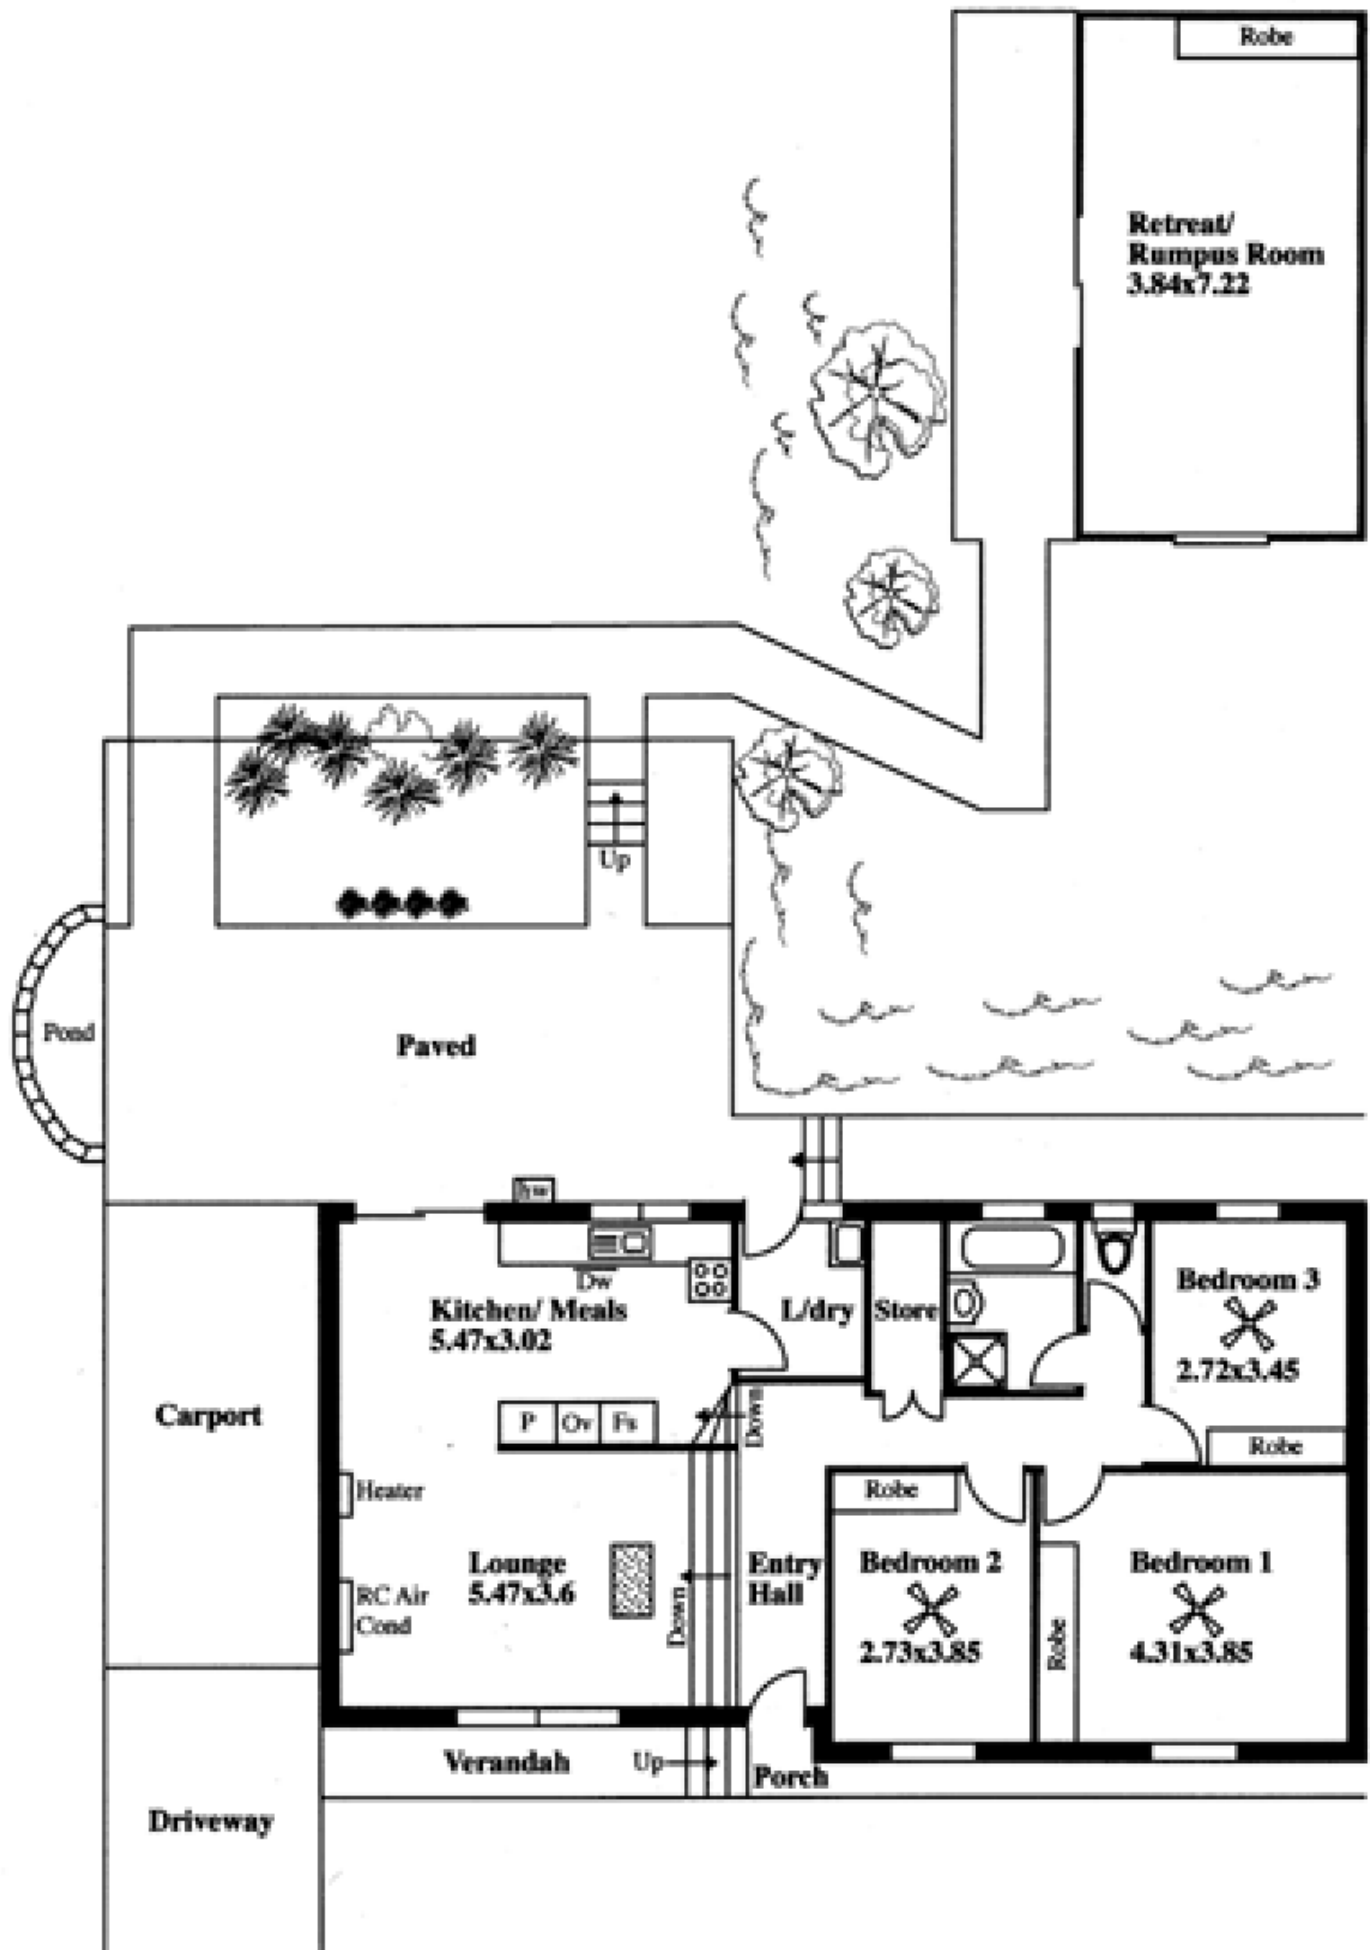 Robe
Retreat/
Rumpus Room
3.84x7.22
Up
Pond
Paved
hw
Dw
Kitchen/ Meals
5.47x3.02
L/dry
Store
Bedroom 3
2.72x3.45
Robe
Carport
P
Ov
Fs
Down
Heater
Robe
Lounge
5.47x3.6
Entry
Hall
Bedroom 2
2.73x3.85
Bedroom 1
4.31x3.85
RC Air
Cond
Down
Robe
Verandah
Up
Porch
Driveway